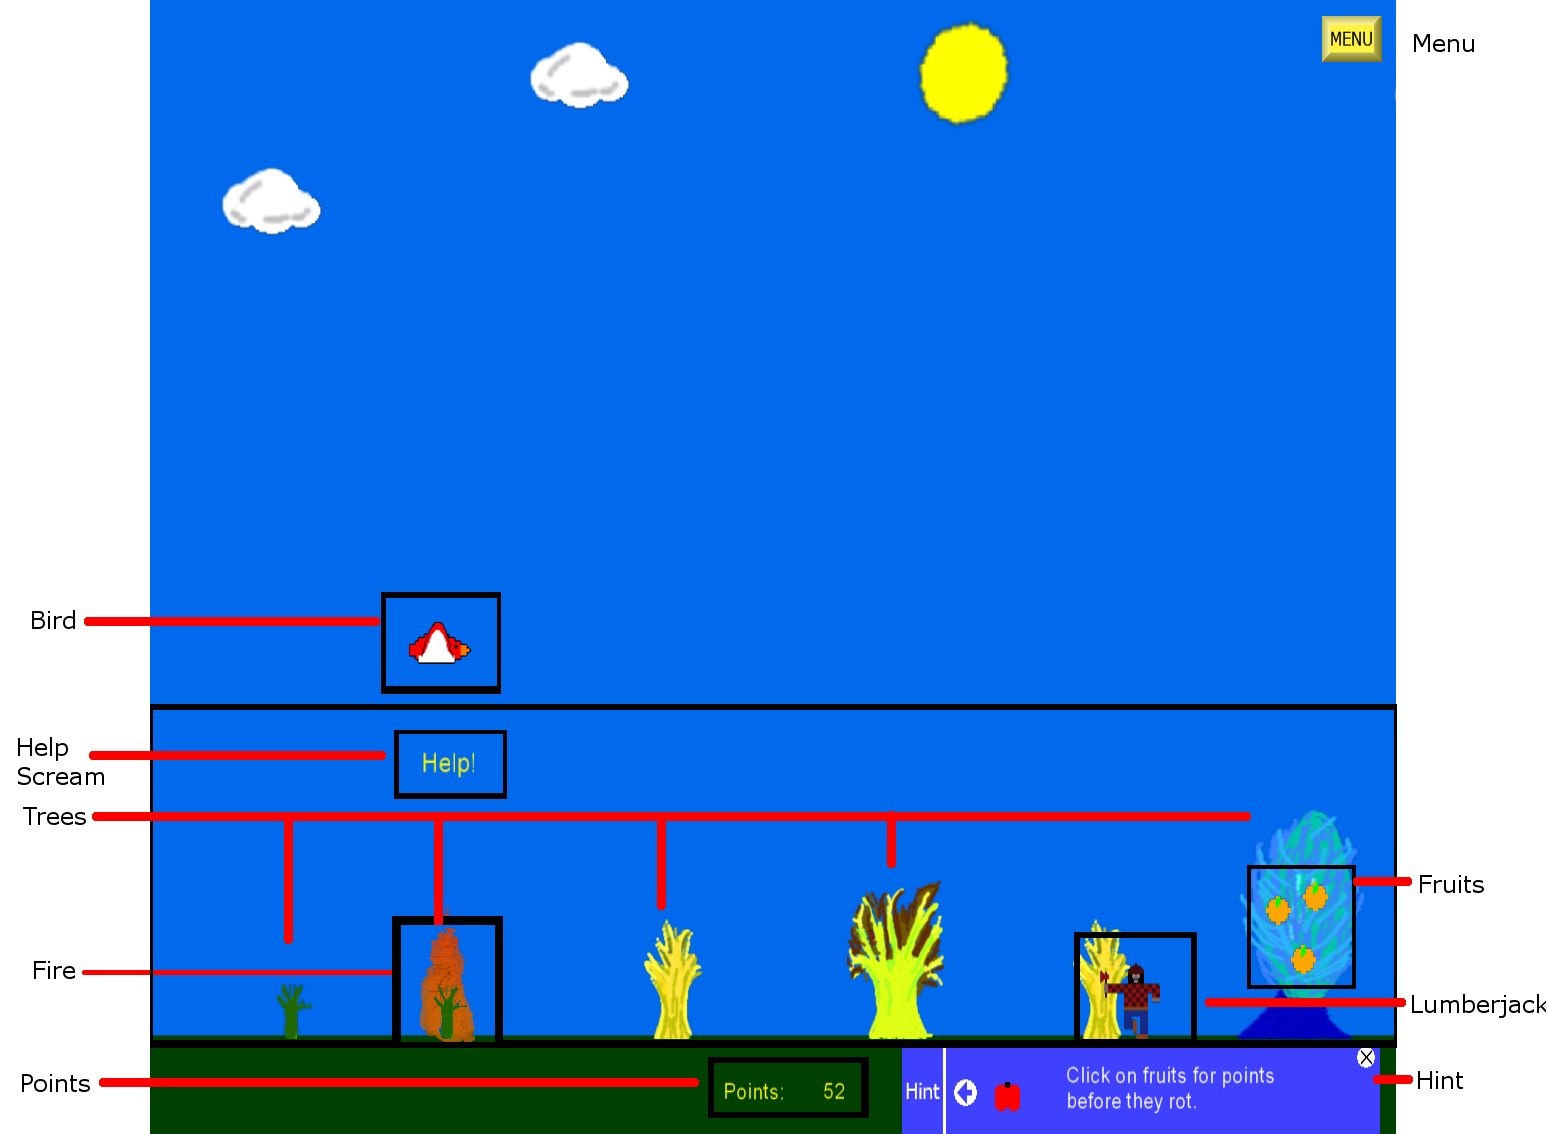 MENU
Menu
Bird
Help
Scream
Help!
Trees
Fruits
Fire
Lumberjack
Points
Points: 52
Hint
Click on fruits for points
before they rot.
Hint